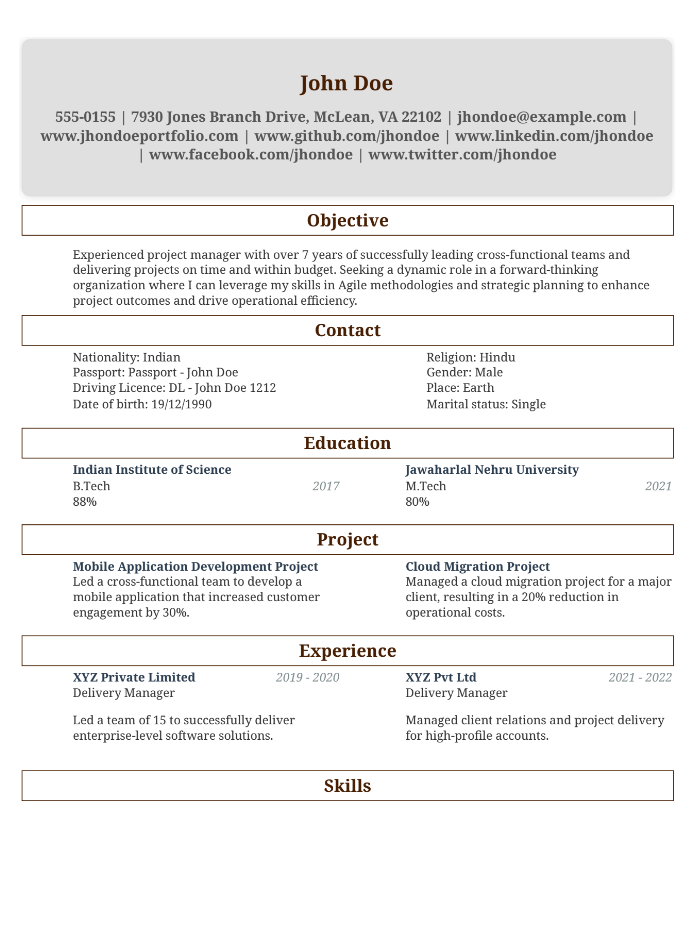 John Doe
555-0155 | 7930 Jones Branch Drive, McLean, VA 22102 | jhondoe@example.com |
www.jhondoeportfolio.com | www.github.com/jhondoe | www.linkedin.com/jhondoe
| www.facebook.com/jhondoe | www.twitter.com/jhondoe
Objective
Experienced project manager with over 7 years of successfully leading cross-functional teams and
delivering projects on time and within budget. Seeking a dynamic role in a forward-thinking
organization where I can leverage my skills in Agile methodologies and strategic planning to enhance
project outcomes and drive operational efficiency.
Contact
Nationality: Indian
Passport: Passport - John Doe
Driving Licence: DL - John Doe 1212
Date of birth: 19/12/1990
Religion: Hindu
Gender: Male
Place: Earth
Marital status: Single
Education
Indian Institute of Science
B.Tech 2017
88%
Jawaharlal Nehru University
M.Tech 2021
80%
Project
Mobile Application Development Project
Led a cross-functional team to develop a
mobile application that increased customer
engagement by 30%.
Cloud Migration Project
Managed a cloud migration project for a major
client, resulting in a 20% reduction in
operational costs.
Experience
XYZ Private Limited 2019 - 2020
Delivery Manager
Led a team of 15 to successfully deliver
enterprise-level software solutions.
XYZ Pvt Ltd 2021 - 2022
Delivery Manager
Managed client relations and project delivery
for high-profile accounts.
Skills